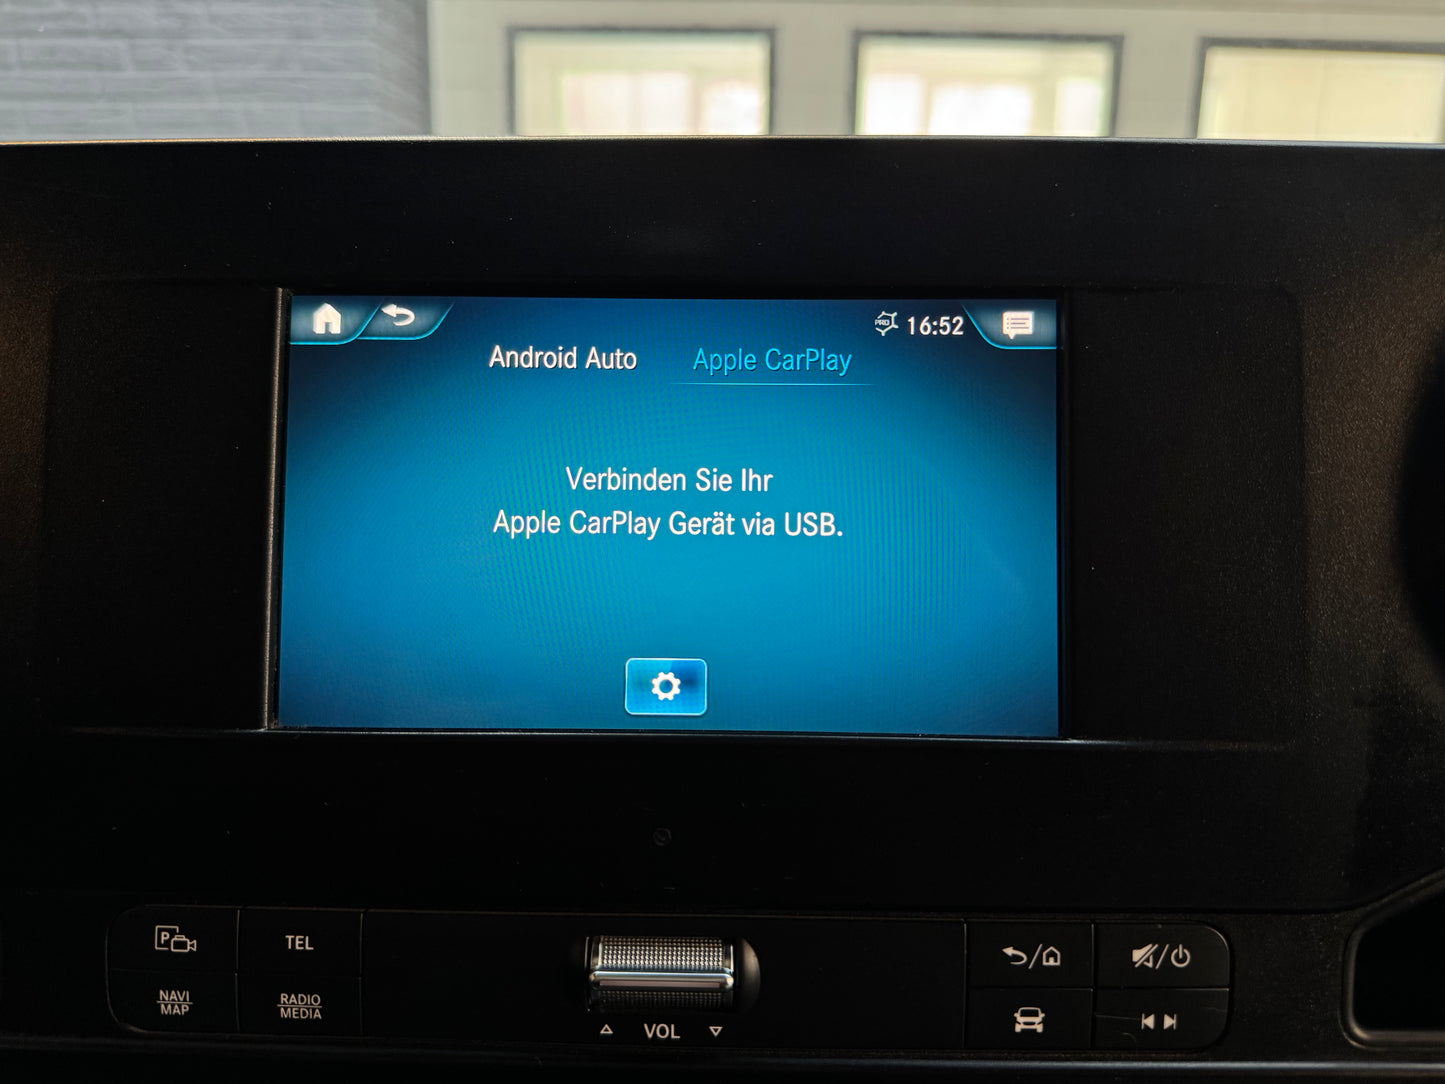 PRO 16:52
Android Auto Apple CarPlay
Verbinden Sie Ihr
Apple CarPlay Gerät via USB.
P TEL
NAVI
MAP
RADIO
MEDIA
VOL